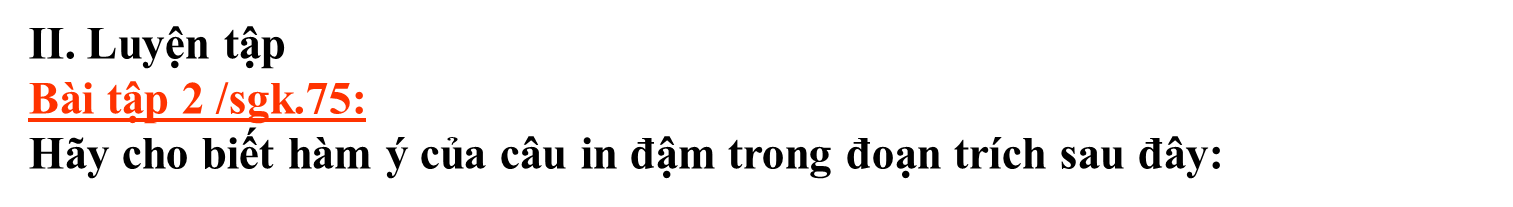 II. Luyện tập
Bài tập 2 /sgk.75:
Hãy cho biết hàm ý của câu in đậm trong đoạn trích sau đây: